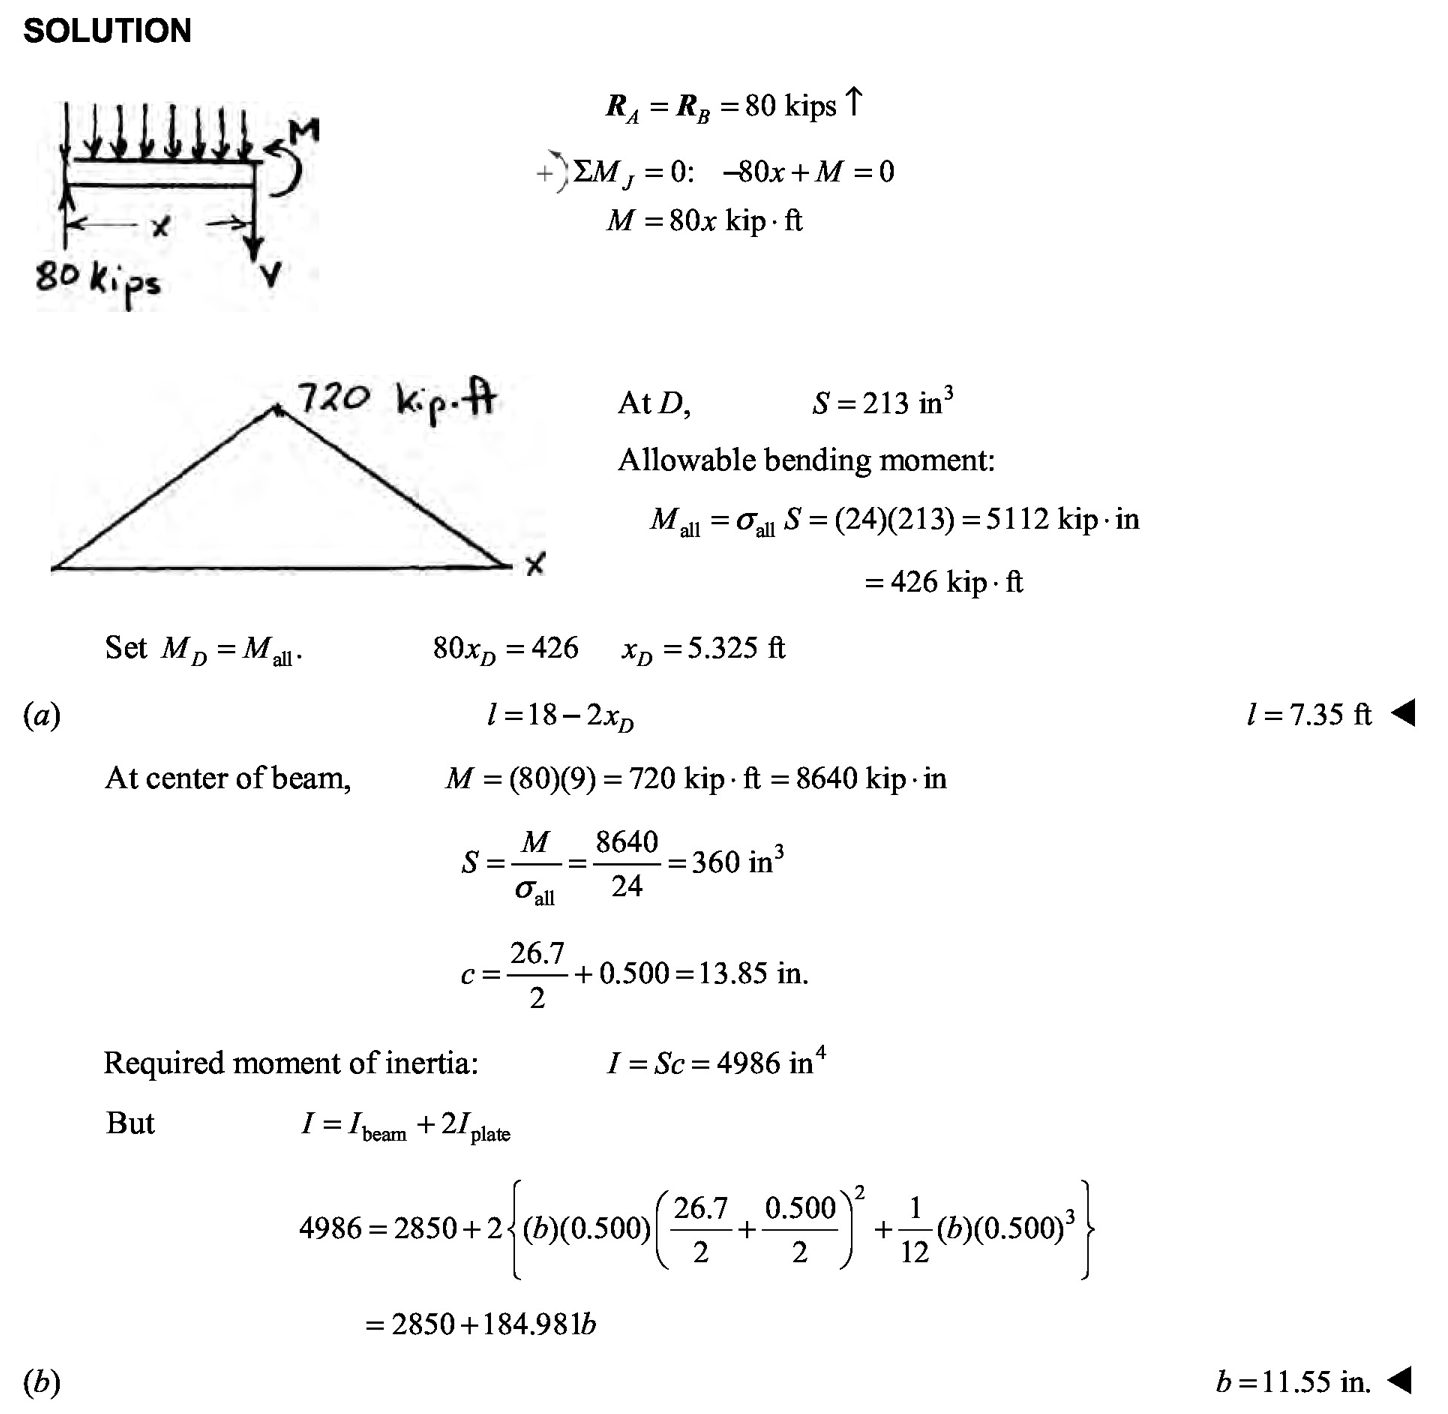 SOLUTION
M
x
80 kips
V
R_A = R_B = 80 kips ↑
+ ΣM_J = 0: –80x + M = 0
M = 80x kip · ft
720 kip·ft
x
At D, S = 213 in³
Allowable bending moment:
M_all = σ_all S = (24)(213) = 5112 kip · in
= 426 kip · ft
Set M_D = M_all. 80x_D = 426 x_D = 5.325 ft
(a) l = 18 – 2x_D l = 7.35 ft ◄
At center of beam, M = (80)(9) = 720 kip · ft = 8640 kip · in
S = M/σ_all = 8640/24 = 360 in³
c = 26.7/2 + 0.500 = 13.85 in.
Required moment of inertia: I = Sc = 4986 in⁴
But I = I_beam + 2I_plate
4986 = 2850 + 2{(b)(0.500)(26.7/2 + 0.500/2)² + 1/12 (b)(0.500)³}
= 2850 + 184.981b
(b) b = 11.55 in. ◄